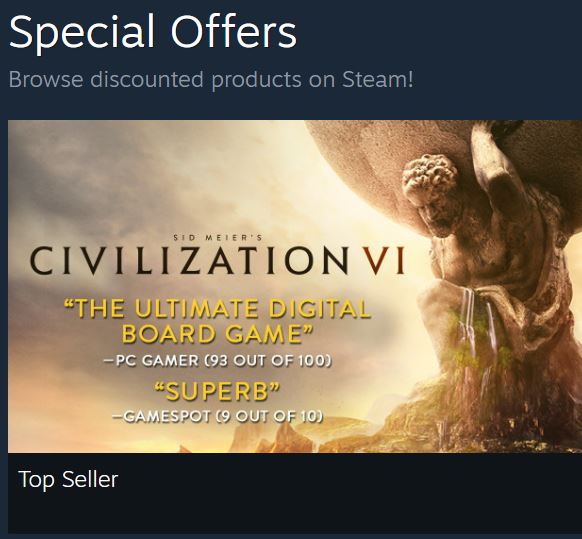 Special Offers
Browse discounted products on Steam!
SID MEIER'S
CIVILIZATION VI
“THE ULTIMATE DIGITAL
BOARD GAME”
—PC GAMER (93 OUT OF 100)
“SUPERB”
—GAMESPOT (9 OUT OF 10)
Top Seller